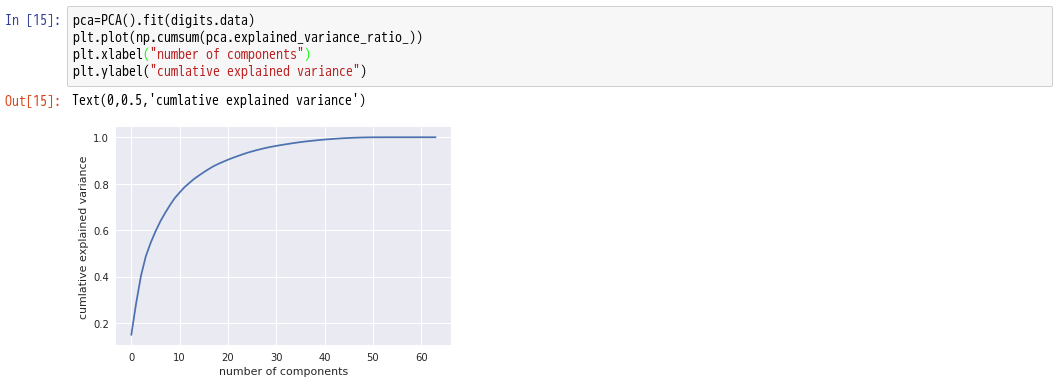 In [15]: pca=PCA().fit(digits.data)
plt.plot(np.cumsum(pca.explained_variance_ratio_))
plt.xlabel("number of components")
plt.ylabel("cumlative explained variance")
Out[15]: Text(0,0.5,'cumlative explained variance')
1.0
0.8
0.6
0.4
0.2
cumlative explained variance
0 10 20 30 40 50 60
number of components